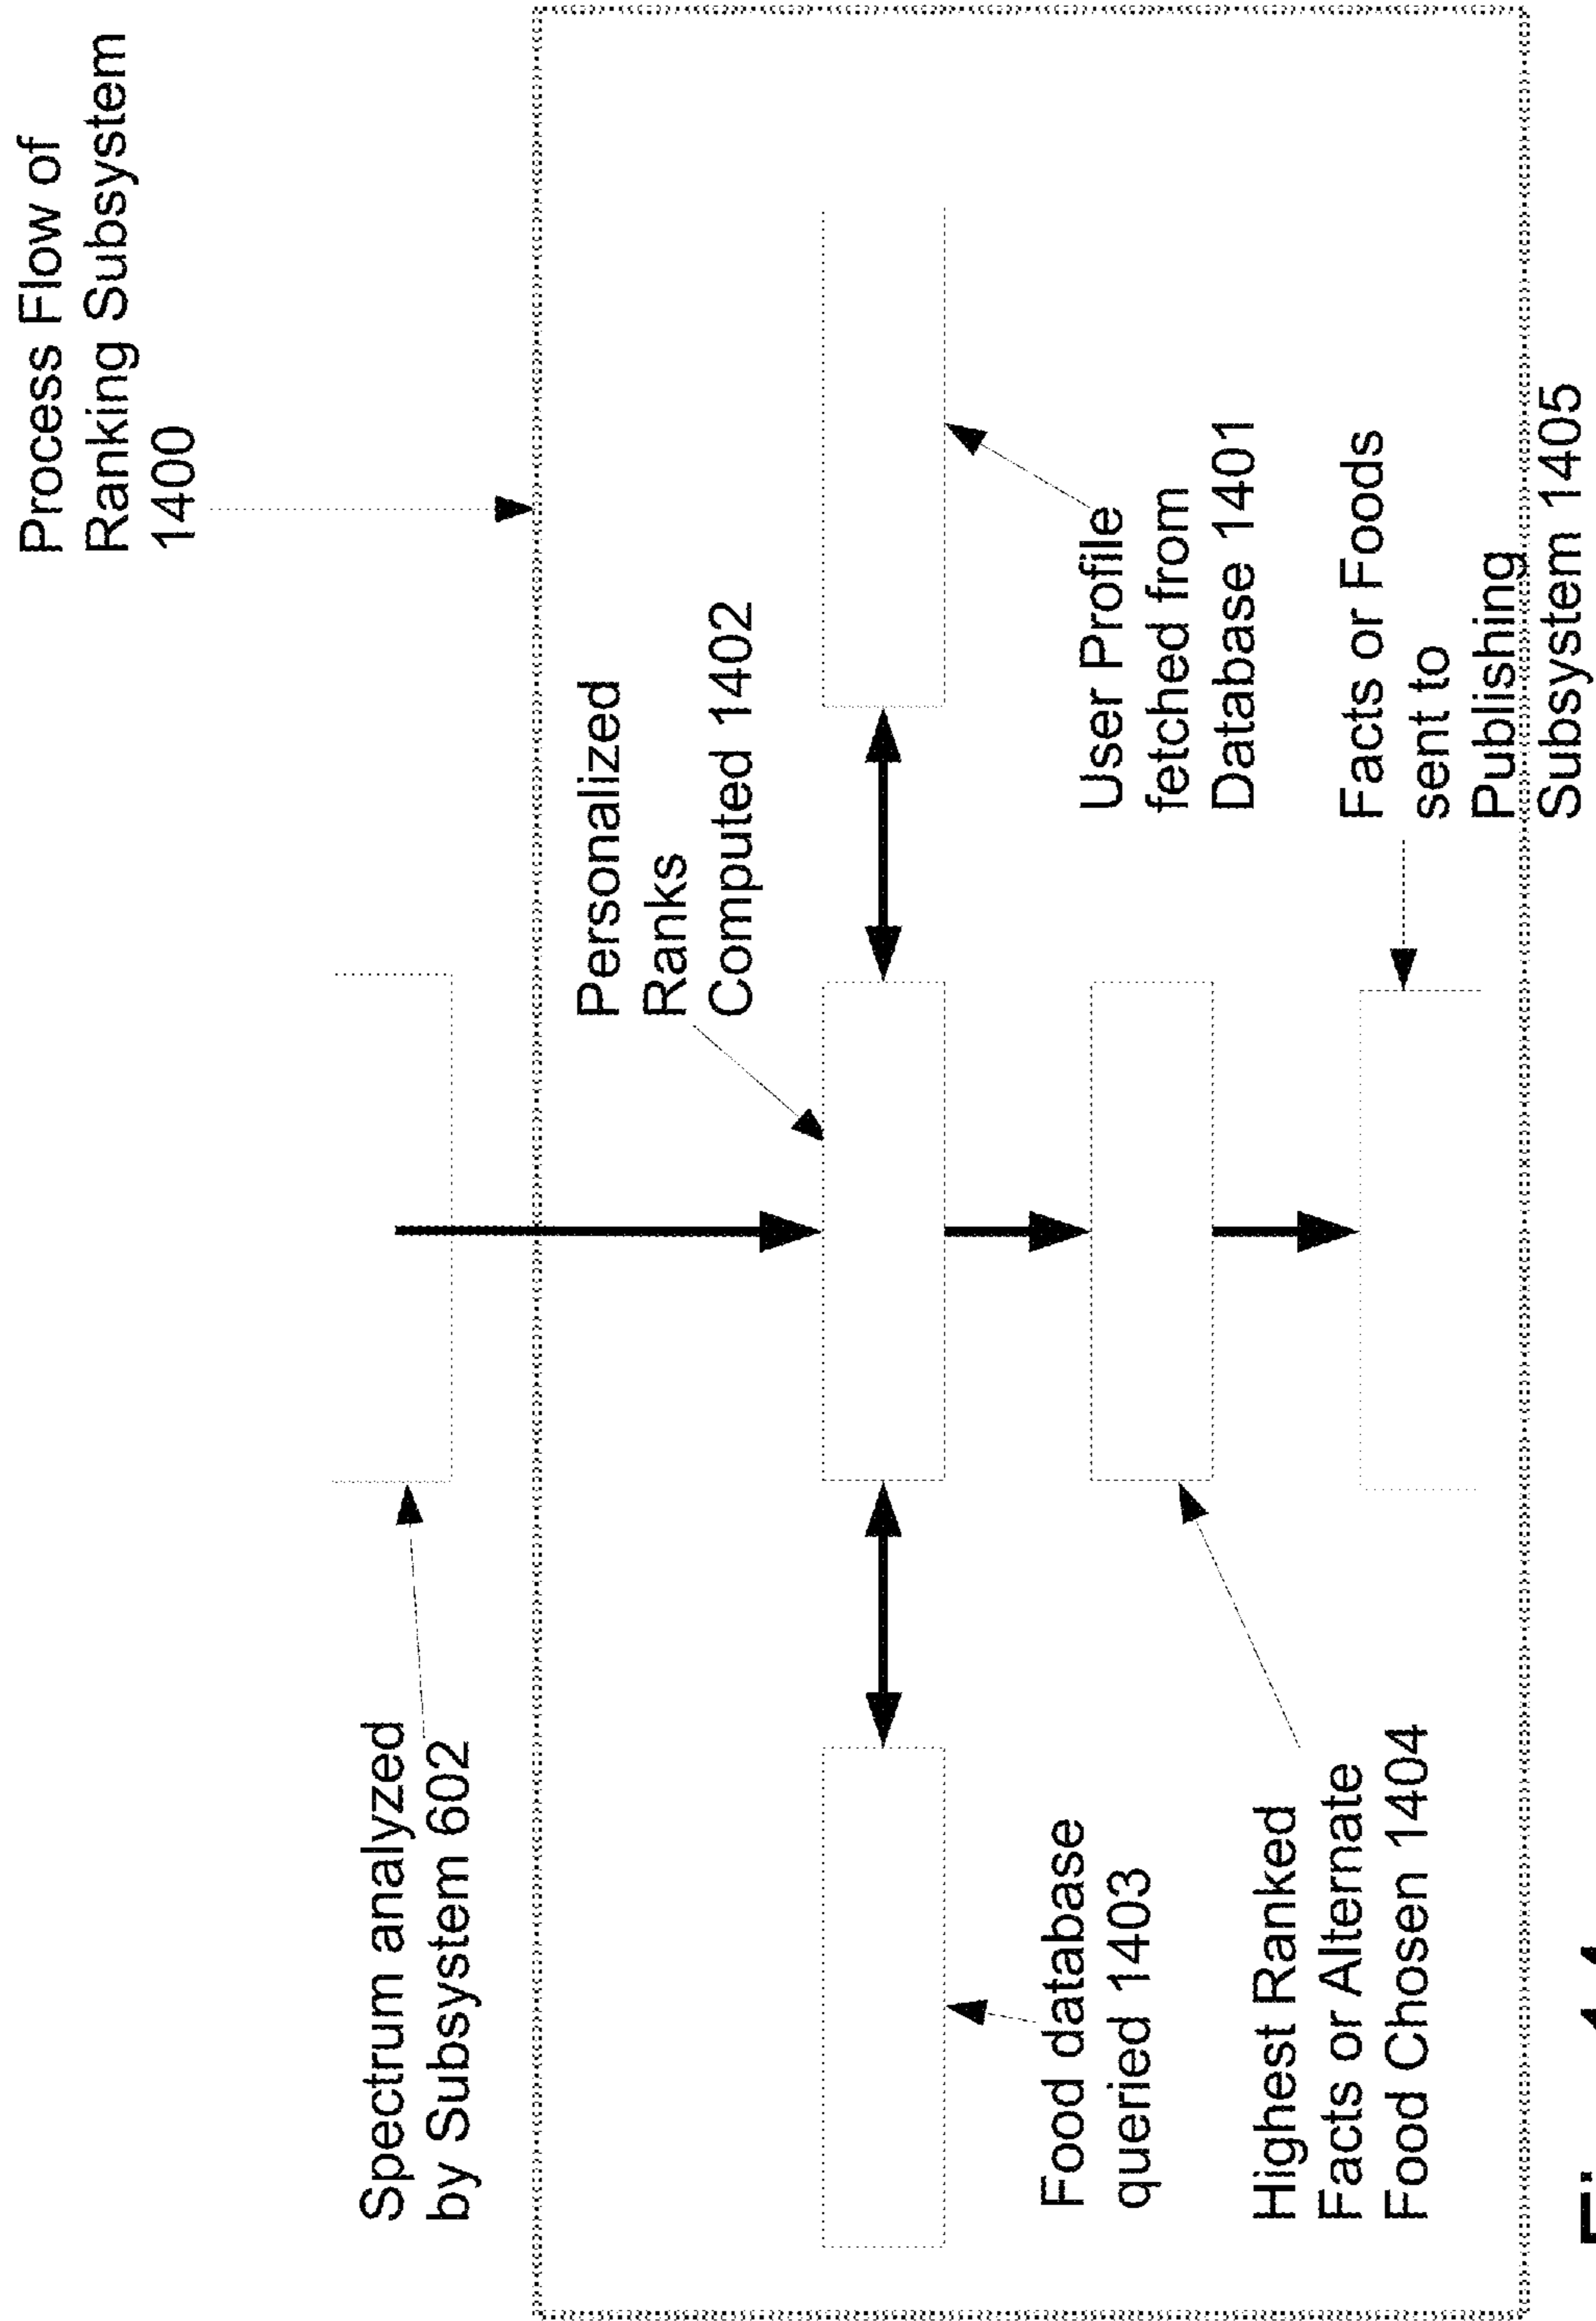 Process Flow of
Ranking Subsystem
1400
Spectrum analyzed
by Subsystem 602
Personalized
Ranks
Computed 1402
User Profile
fetched from
Database 1401
Food database
queried 1403
Highest Ranked
Facts or Alternate
Food Chosen 1404
Facts or Foods
sent to
Publishing
Subsystem 1405